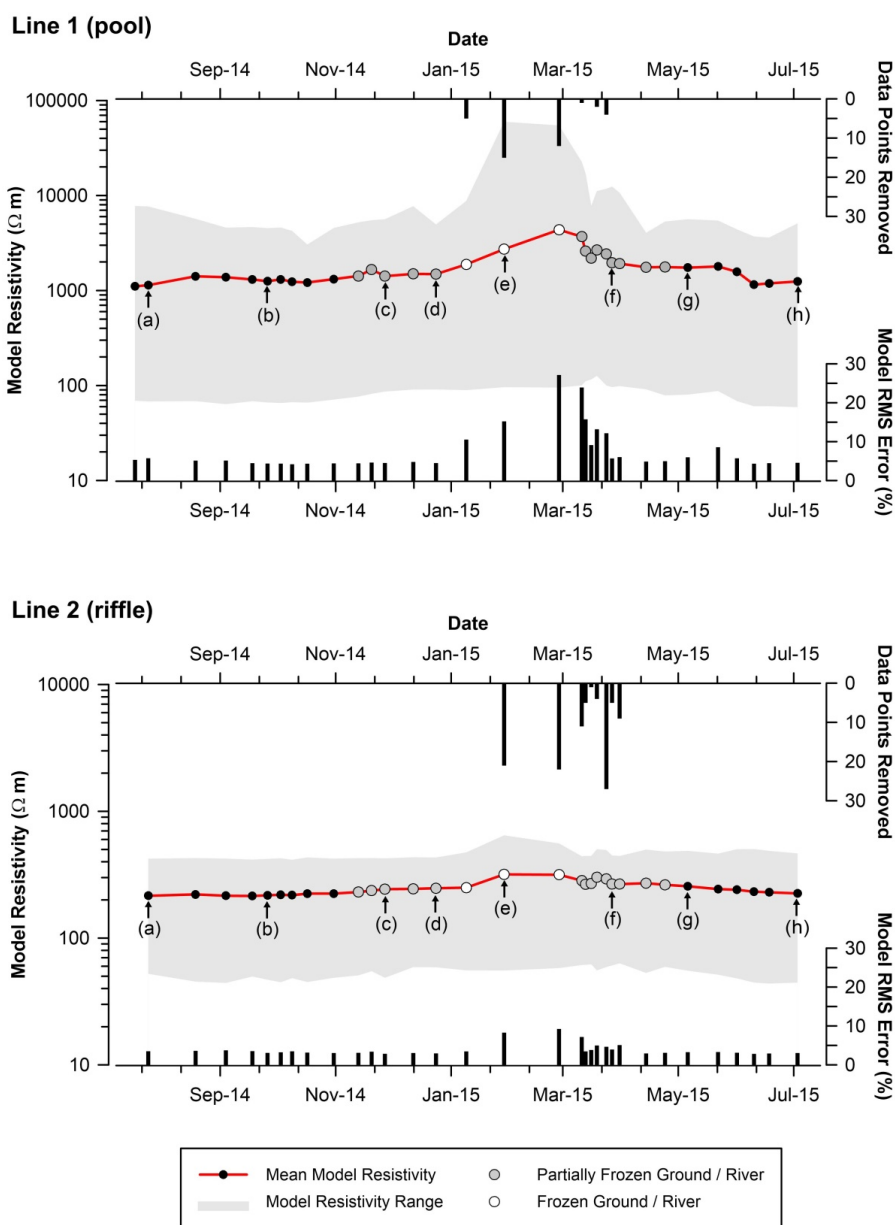 Line 1 (pool)
Date
Sep-14 Nov-14 Jan-15 Mar-15 May-15 Jul-15
100000
10000
1000
100
10
Model Resistivity (Ω m)
0
10
20
30
Data Points Removed
(a) (b) (c) (d) (e) (f) (g) (h)
30
20
10
0
Model RMS Error (%)
Sep-14 Nov-14 Jan-15 Mar-15 May-15 Jul-15
Line 2 (riffle)
Date
Sep-14 Nov-14 Jan-15 Mar-15 May-15 Jul-15
10000
1000
100
10
Model Resistivity (Ω m)
0
10
20
30
Data Points Removed
(a) (b) (c) (d) (e) (f) (g) (h)
30
20
10
0
Model RMS Error (%)
Sep-14 Nov-14 Jan-15 Mar-15 May-15 Jul-15
Mean Model Resistivity
Partially Frozen Ground / River
Model Resistivity Range
Frozen Ground / River